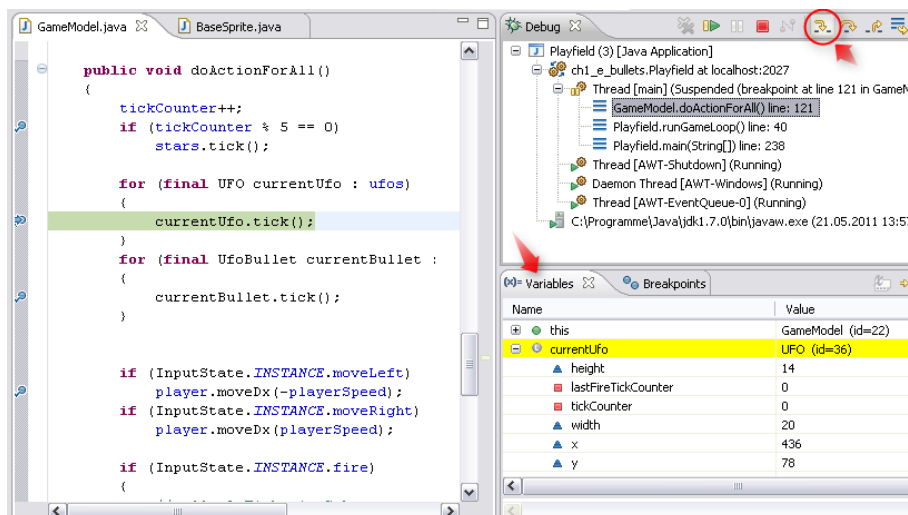 GameModel.java
BaseSprite.java
public void doActionForAll()
{
tickCounter++;
if (tickCounter % 5 == 0)
stars.tick();
for (final UFO currentUfo : ufos)
{
currentUfo.tick();
}
for (final UfoBullet currentBullet :
{
currentBullet.tick();
}
if (InputState.INSTANCE.moveLeft)
player.moveDx(-playerSpeed);
if (InputState.INSTANCE.moveRight)
player.moveDx(playerSpeed);
if (InputState.INSTANCE.fire)
{
Debug
Playfield (3) [Java Application]
ch1_e_bullets.Playfield at localhost:2027
Thread [main] (Suspended (breakpoint at line 121 in GameM
GameModel.doActionForAll() line: 121
Playfield.runGameLoop() line: 40
Playfield.main(String[]) line: 238
Thread [AWT-Shutdown] (Running)
Daemon Thread [AWT-Windows] (Running)
Thread [AWT-EventQueue-0] (Running)
C:\Programme\Java\jdk1.7.0\bin\javaw.exe (21.05.2011 13:57
(x)= Variables
Breakpoints
Name Value
this GameModel (id=22)
currentUfo UFO (id=36)
height 14
lastFireTickCounter 0
tickCounter 0
width 20
x 436
y 78